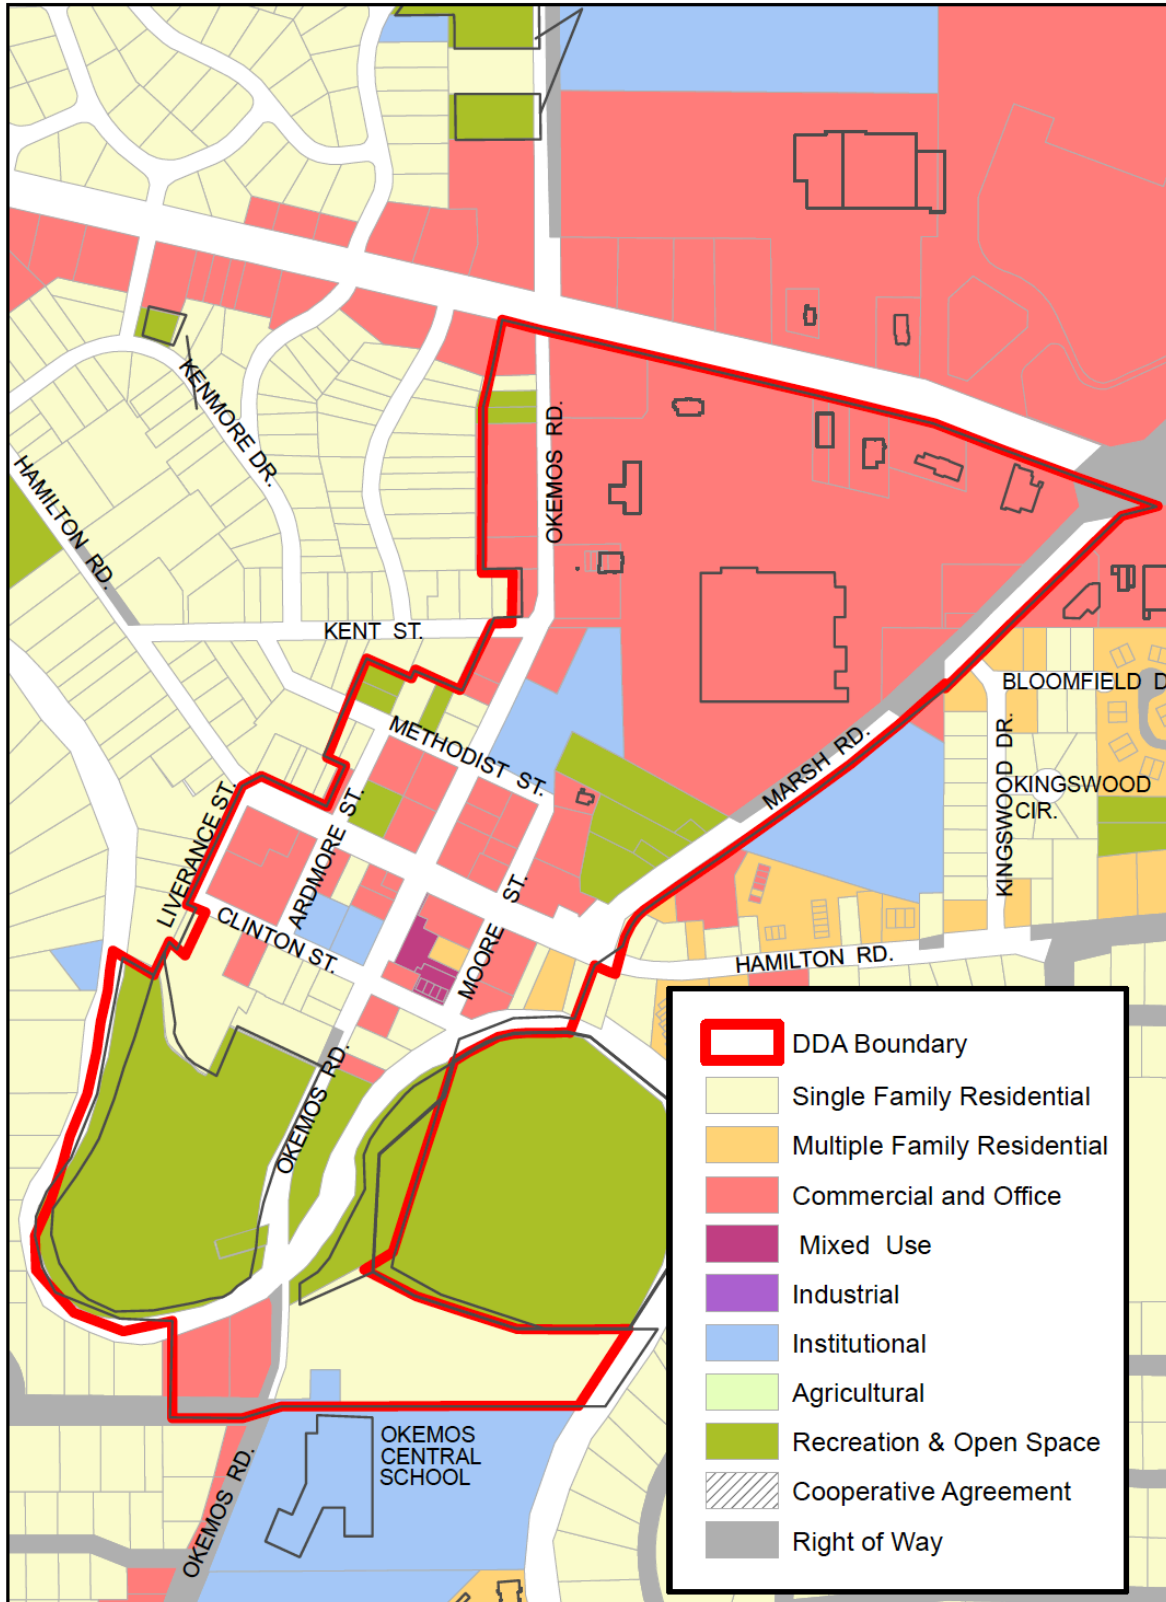 KENMORE DR.
HAMILTON RD.
OKEMOS RD.
KENT ST.
BLOOMFIELD D
METHODIST ST.
MARSH RD.
KINGSWOOD DR.
KINGSWOOD
CIR.
LIVERANCE ST.
ARDMORE ST.
MOORE ST.
CLINTON ST.
HAMILTON RD.
OKEMOS RD.
OKEMOS
CENTRAL
SCHOOL
OKEMOS RD.
DDA Boundary
Single Family Residential
Multiple Family Residential
Commercial and Office
Mixed Use
Industrial
Institutional
Agricultural
Recreation & Open Space
Cooperative Agreement
Right of Way